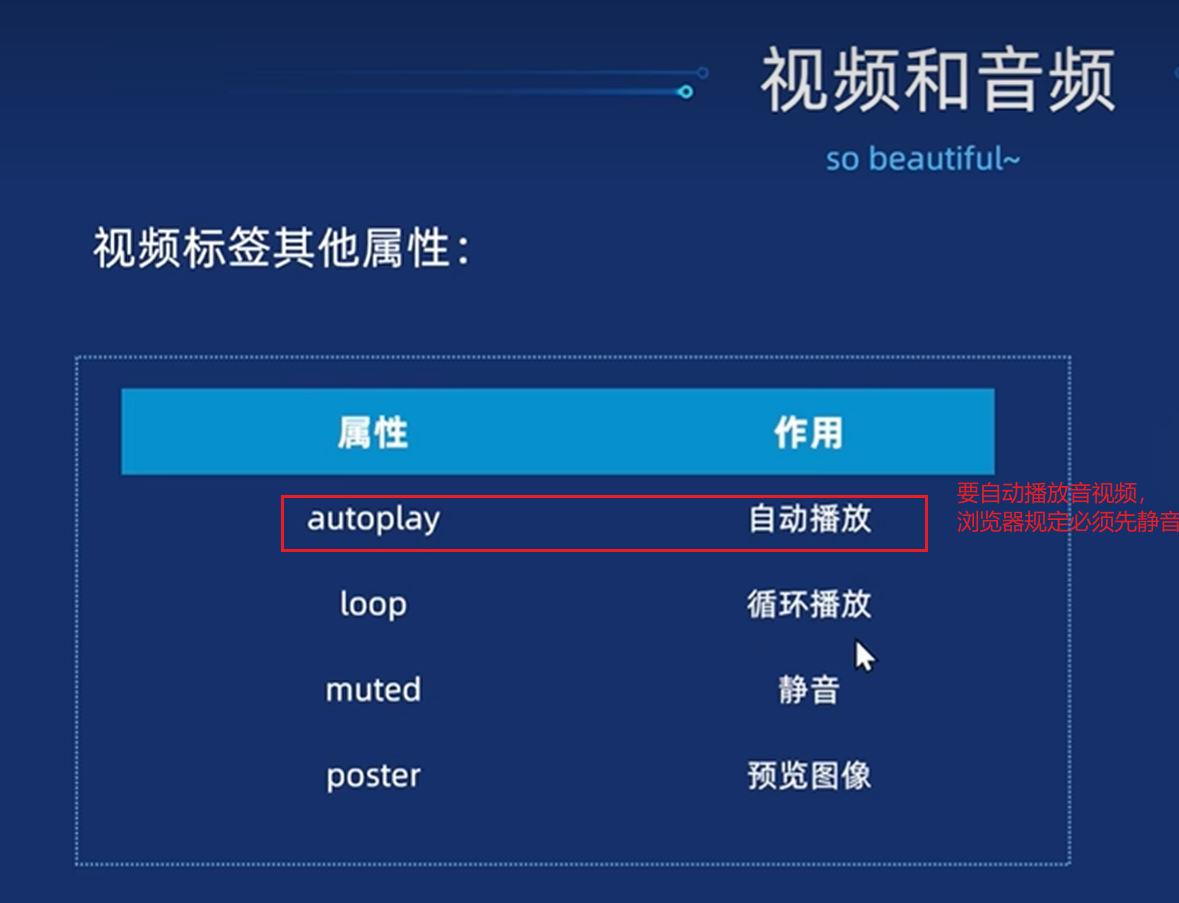 视频和音频
so beautiful~
视频标签其他属性：
属性 作用
autoplay 自动播放
要自动播放音视频，
浏览器规定必须先静音
loop 循环播放
muted 静音
poster 预览图像